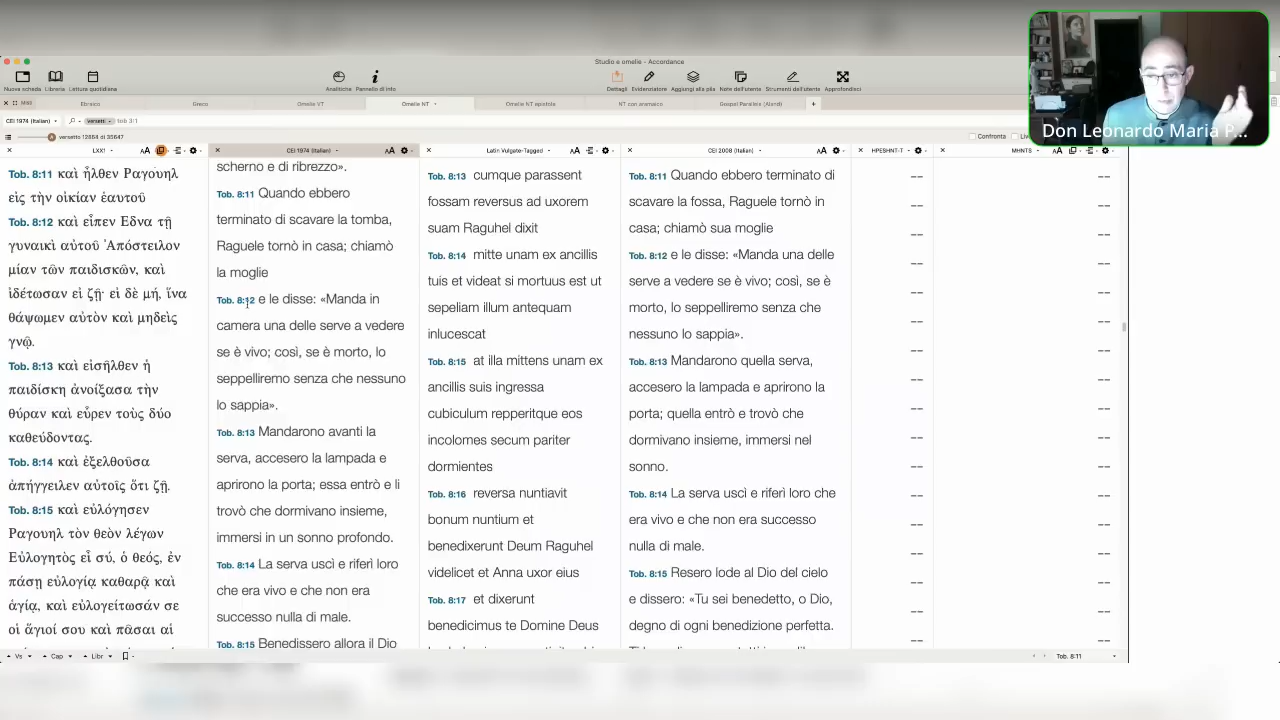 Studio e omelie - Accordance
Nuova scheda
Libreria
Lettura quotidiana
Analitiche
Pannello di Info
Dettagli
Evidenziatore
Aggiungi alla pila
Note dell'utente
Strumenti dell'utente
Approfondisci
Ebraico
Greco
Omelie VT
Omelie NT
Omelie NT epistola
NT con aramaico
Gospel Parallels (Aland)
CEI 1974 (Italian)
versetti
tob 3:1
versetto 12864 di 35647
Confronta
LXX1
Tob. 8:11 καὶ ἦλθεν Ραγουηλ
εἰς τὴν οἰκίαν ἑαυτοῦ
Tob. 8:12 καὶ εἶπεν Εδνα τῇ
γυναικὶ αὐτοῦ Ἀπόστειλον
μίαν τῶν παιδισκῶν, καὶ
ἰδέτωσαν εἰ ζῇ· εἰ δὲ μή, ἵνα
θάψωμεν αὐτὸν καὶ μηδεὶς
γνῷ.
Tob. 8:13 καὶ εἰσῆλθεν ἡ
παιδίσκη ἀνοίξασα τὴν
θύραν καὶ εὗρεν τοὺς δύο
καθεύδοντας.
Tob. 8:14 καὶ ἐξελθοῦσα
ἀπήγγειλεν αὐτοῖς ὅτι ζῇ.
Tob. 8:15 καὶ εὐλόγησεν
Ραγουηλ τὸν θεὸν λέγων
Εὐλογητὸς εἶ σύ, ὁ θεός, ἐν
πάσῃ εὐλογίᾳ καθαρᾷ καὶ
ἁγίᾳ, καὶ εὐλογείτωσάν σε
οἱ ἅγιοί σου καὶ πᾶσαι αἱ
CEI 1974 (Italian)
scherno e di ribrezzo».
Tob. 8:11 Quando ebbero
terminato di scavare la tomba,
Raguele tornò in casa; chiamò
la moglie
Tob. 8:12 e le disse: «Manda in
camera una delle serve a vedere
se è vivo; così, se è morto, lo
seppelliremo senza che nessuno
lo sappia».
Tob. 8:13 Mandarono avanti la
serva, accesero la lampada e
aprirono la porta; essa entrò e li
trovò che dormivano insieme,
immersi in un sonno profondo.
Tob. 8:14 La serva uscì e riferì loro
che era vivo e che non era
successo nulla di male.
Tob. 8:15 Benedissero allora il Dio
Latin Vulgate-Tagged
Tob. 8:13 cumque parassent
fossam reversus ad uxorem
suam Raguhel dixit
Tob. 8:14 mitte unam ex ancillis
tuis et videat si mortuus est ut
sepeliam illum antequam
inlucescat
Tob. 8:15 at illa mittens unam ex
ancillis suis ingressa
cubiculum repperitque eos
incolomes secum pariter
dormientes
Tob. 8:16 reversa nuntiavit
bonum nuntium et
benedixerunt Deum Raguhel
videlicet et Anna uxor eius
Tob. 8:17 et dixerunt
benedicimus te Domine Deus
CEI 2008 (Italian)
Tob. 8:11 Quando ebbero terminato di
scavare la fossa, Raguele tornò in
casa; chiamò sua moglie
Tob. 8:12 e le disse: «Manda una delle
serve a vedere se è vivo; così, se è
morto, lo seppelliremo senza che
nessuno lo sappia».
Tob. 8:13 Mandarono quella serva,
accesero la lampada e aprirono la
porta; quella entrò e trovò che
dormivano insieme, immersi nel
sonno.
Tob. 8:14 La serva uscì e riferì loro che
era vivo e che non era successo
nulla di male.
Tob. 8:15 Resero lode al Dio del cielo
e dissero: «Tu sei benedetto, o Dio,
degno di ogni benedizione perfetta.
HPESHNT-T
MHNTS
Vs
Cap
Libr
Tob. 8:11
Don Leonardo Maria P...